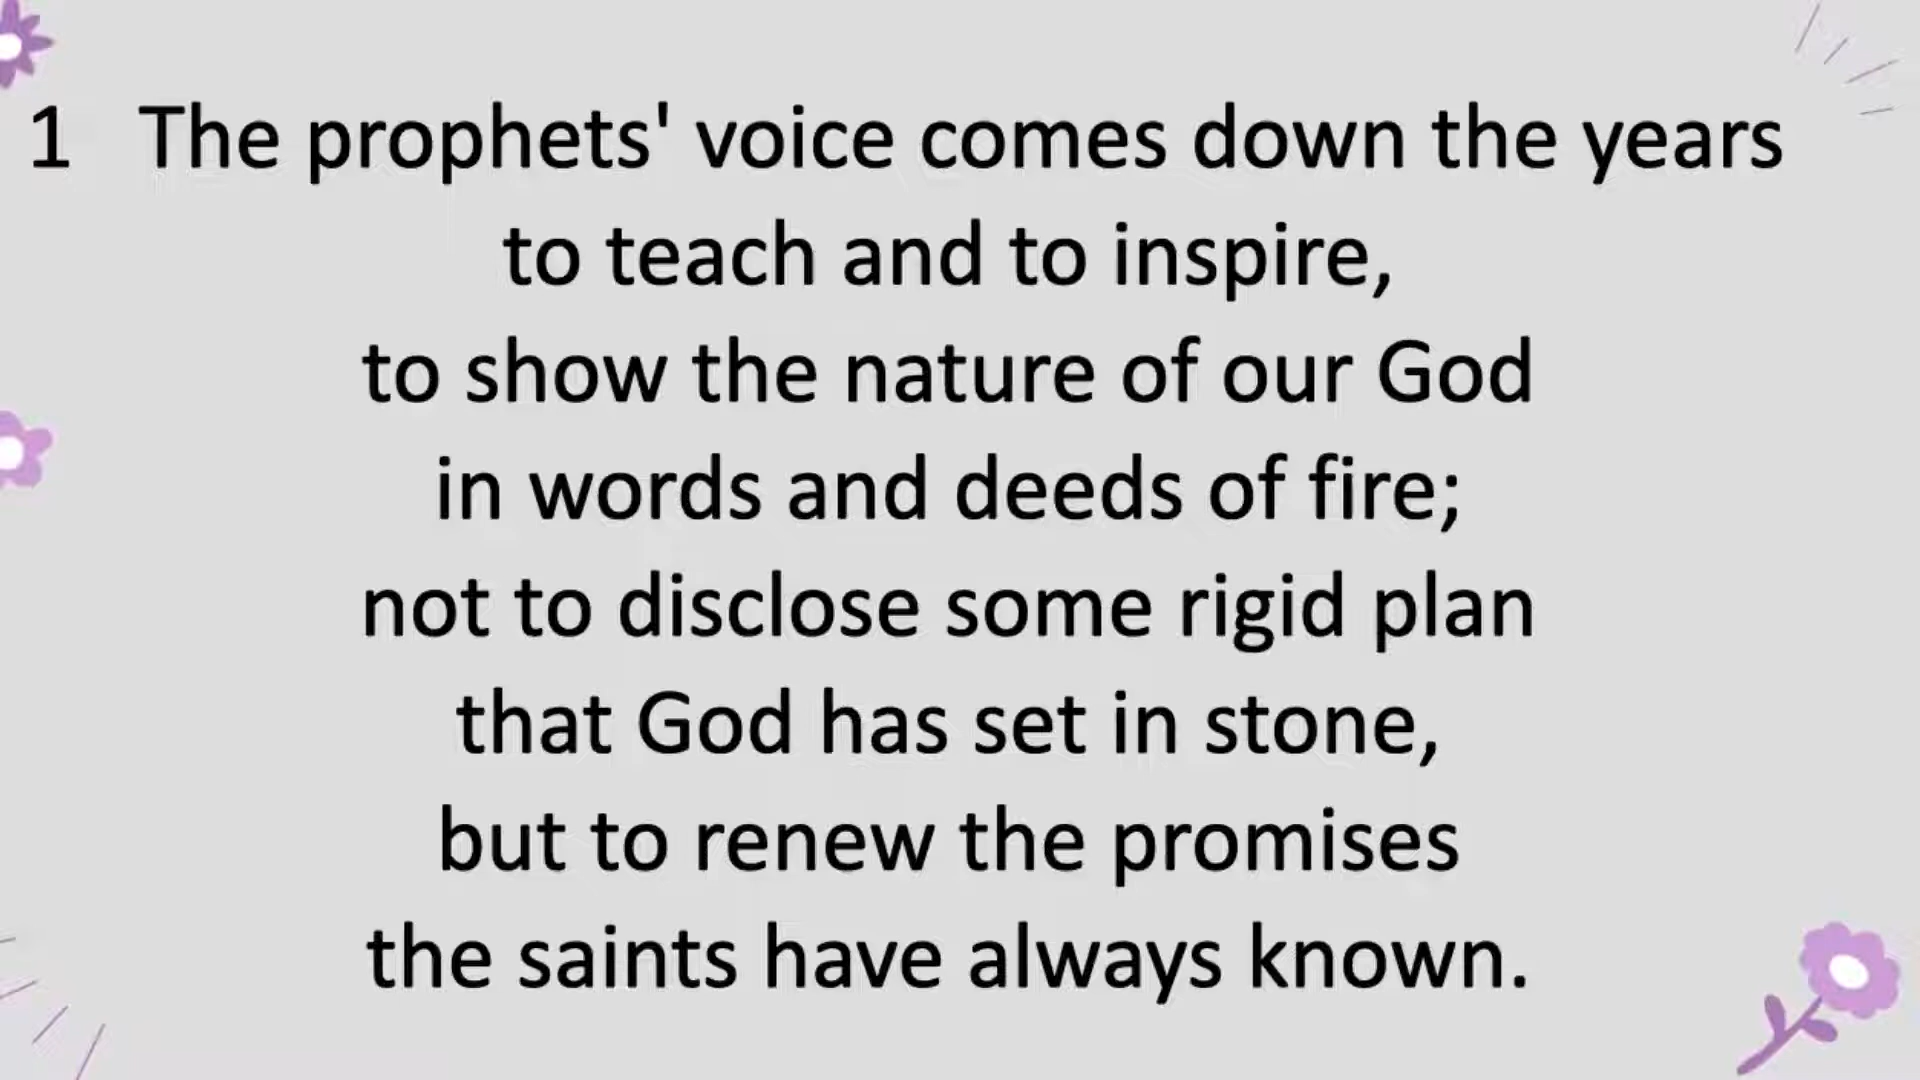 1 The prophets' voice comes down the years
to teach and to inspire,
to show the nature of our God
in words and deeds of fire;
not to disclose some rigid plan
that God has set in stone,
but to renew the promises
the saints have always known.